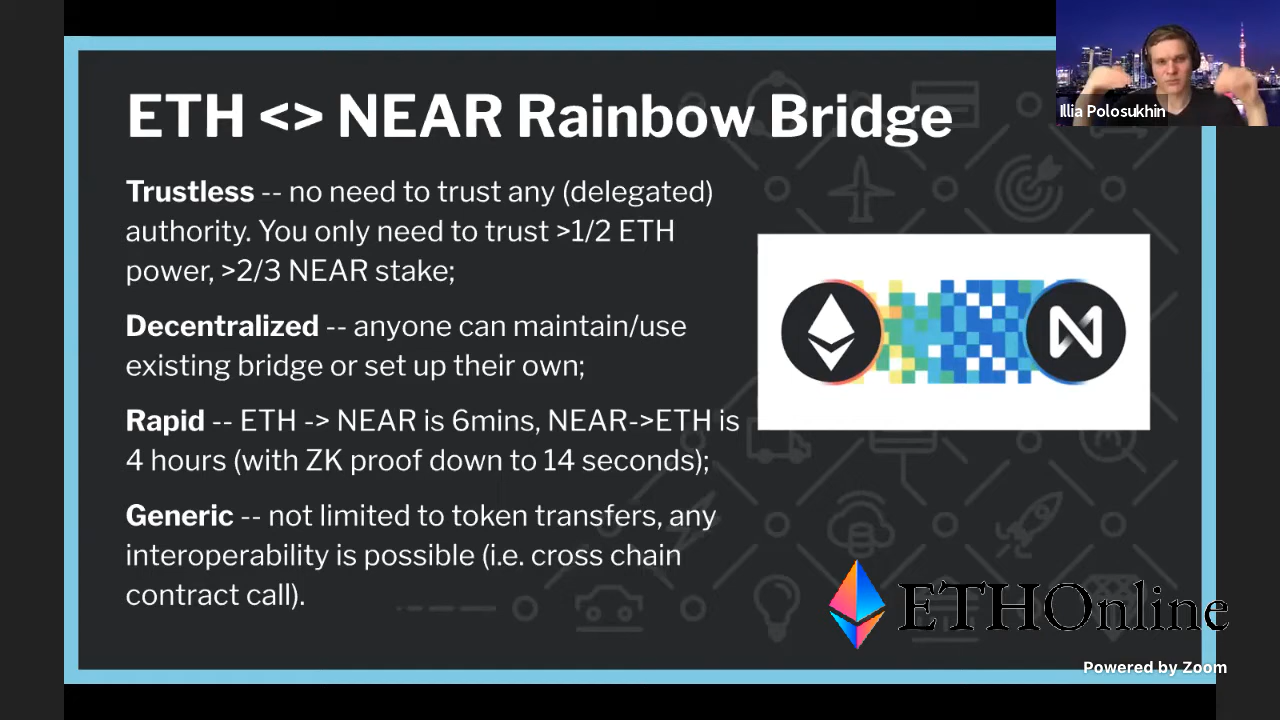 ETH <> NEAR Rainbow Bridge
Illia Polosukhin
Trustless -- no need to trust any (delegated)
authority. You only need to trust >1/2 ETH
power, >2/3 NEAR stake;
Decentralized -- anyone can maintain/use
existing bridge or set up their own;
Rapid -- ETH -> NEAR is 6mins, NEAR->ETH is
4 hours (with ZK proof down to 14 seconds);
Generic -- not limited to token transfers, any
interoperability is possible (i.e. cross chain
contract call).
ETHOnline
Powered by Zoom